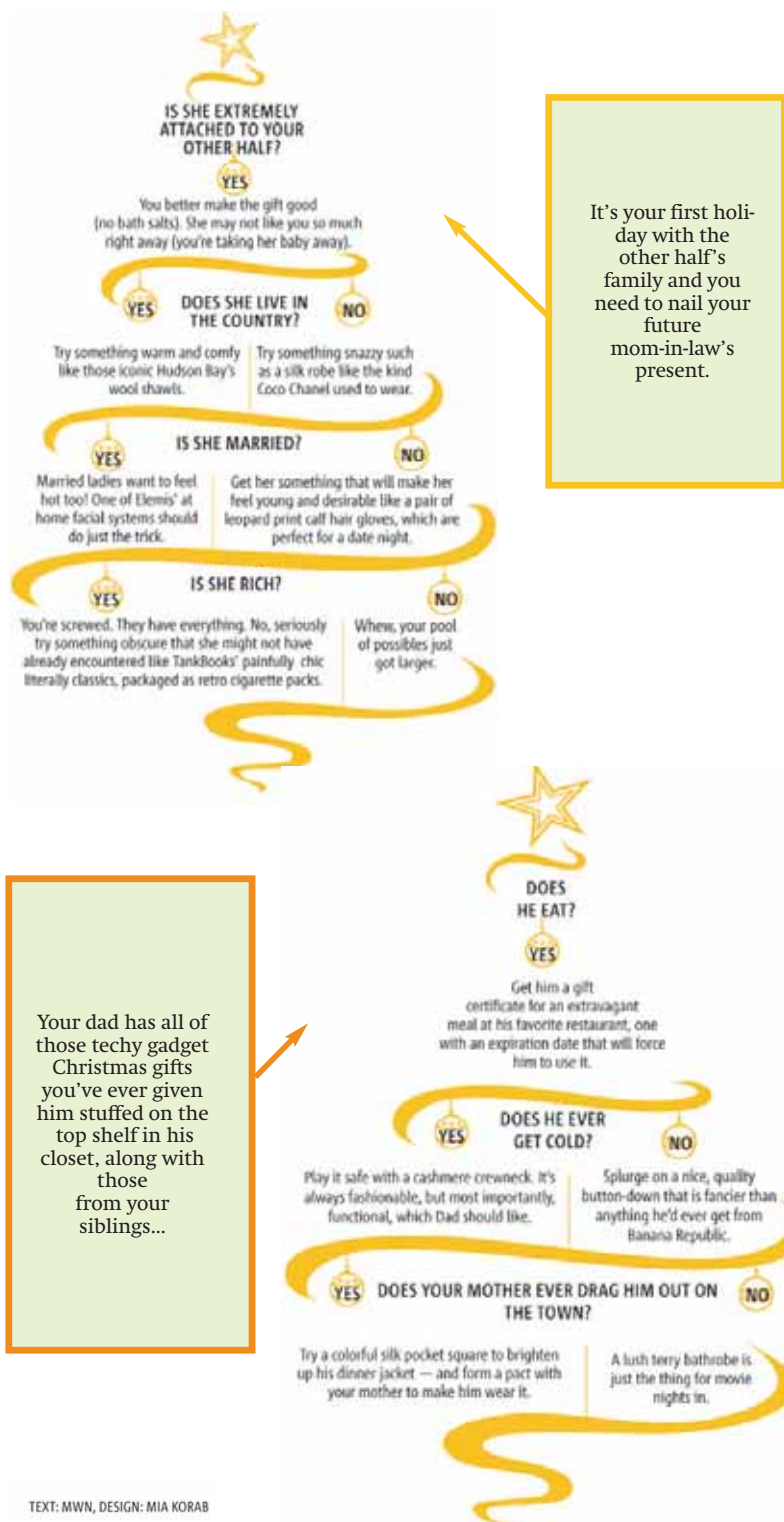 IS SHE EXTREMELY
ATTACHED TO YOUR
OTHER HALF?
YES
You better make the gift good
(no bath salts). She may not like you so much
right away (you're taking her baby away).
YES
DOES SHE LIVE IN
THE COUNTRY?
NO
Try something warm and comfy
like those iconic Hudson Bay's
wool shawls.
Try something snazzy such
as a silk robe like the kind
Coco Chanel used to wear.
YES
IS SHE MARRIED?
NO
Married ladies want to feel
hot too! One of Elemis' at
home facial systems should
do just the trick.
Get her something that will make her
feel young and desirable like a pair of
leopard print calf hair gloves, which are
perfect for a date night.
YES
IS SHE RICH?
NO
You're screwed. They have everything. No, seriously
try something obscure that she might not have
already encountered like TankBooks' painfully chic
literally classics, packaged as retro cigarette packs.
Whew, your pool
of possibles just
got larger.
It's your first holi-
day with the
other half's
family and you
need to nail your
future
mom-in-law's
present.
Your dad has all of
those techy gadget
Christmas gifts
you've ever given
him stuffed on the
top shelf in his
closet, along with
those
from your
siblings...
DOES
HE EAT?
YES
Get him a gift
certificate for an extravagant
meal at his favorite restaurant, one
with an expiration date that will force
him to use it.
YES
DOES HE EVER
GET COLD?
NO
Play it safe with a cashmere crewneck. It's
always fashionable, but most importantly,
functional, which Dad should like.
Splurge on a nice, quality
button-down that is fancier than
anything he'd ever get from
Banana Republic.
YES
DOES YOUR MOTHER EVER DRAG HIM OUT ON
THE TOWN?
NO
Try a colorful silk pocket square to brighten
up his dinner jacket — and form a pact with
your mother to make him wear it.
A lush terry bathrobe is
just the thing for movie
nights in.
TEXT: MWN, DESIGN: MIA KORAB